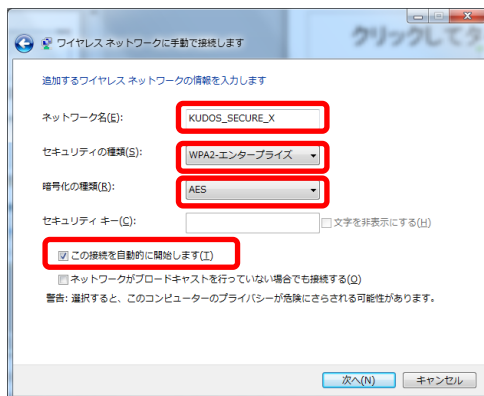 クリックしてタ
ワイヤレス ネットワークに手動で接続します
追加するワイヤレス ネットワークの情報を入力します
ネットワーク名(E):
KUDOS_SECURE_X
セキュリティの種類(S):
WPA2-エンタープライズ
暗号化の種類(R):
AES
セキュリティ キー(C):
文字を非表示にする(H)
この接続を自動的に開始します(T)
ネットワークがブロードキャストを行っていない場合でも接続する(O)
警告: 選択すると、このコンピューターのプライバシーが危険にさらされる可能性があります。
次へ(N)
キャンセル